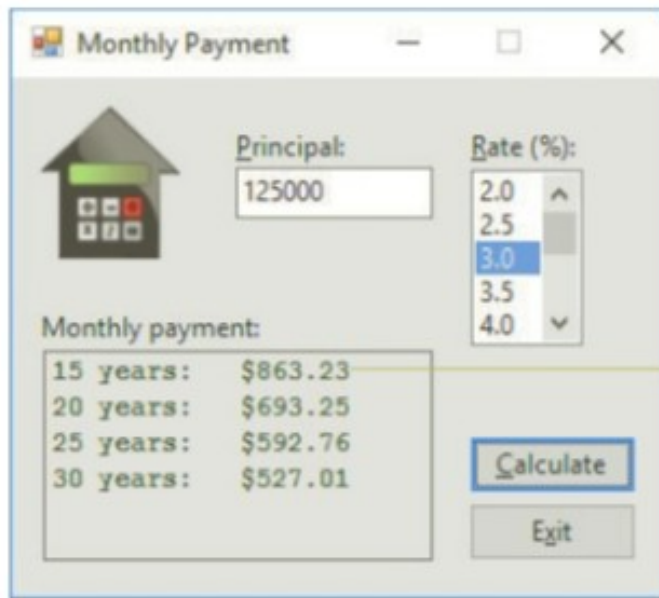 Monthly Payment
Principal:
125000
Rate (%):
2.0
2.5
3.0
3.5
4.0
Monthly payment:
15 years: $863.23
20 years: $693.25
25 years: $592.76
30 years: $527.01
Calculate
Exit